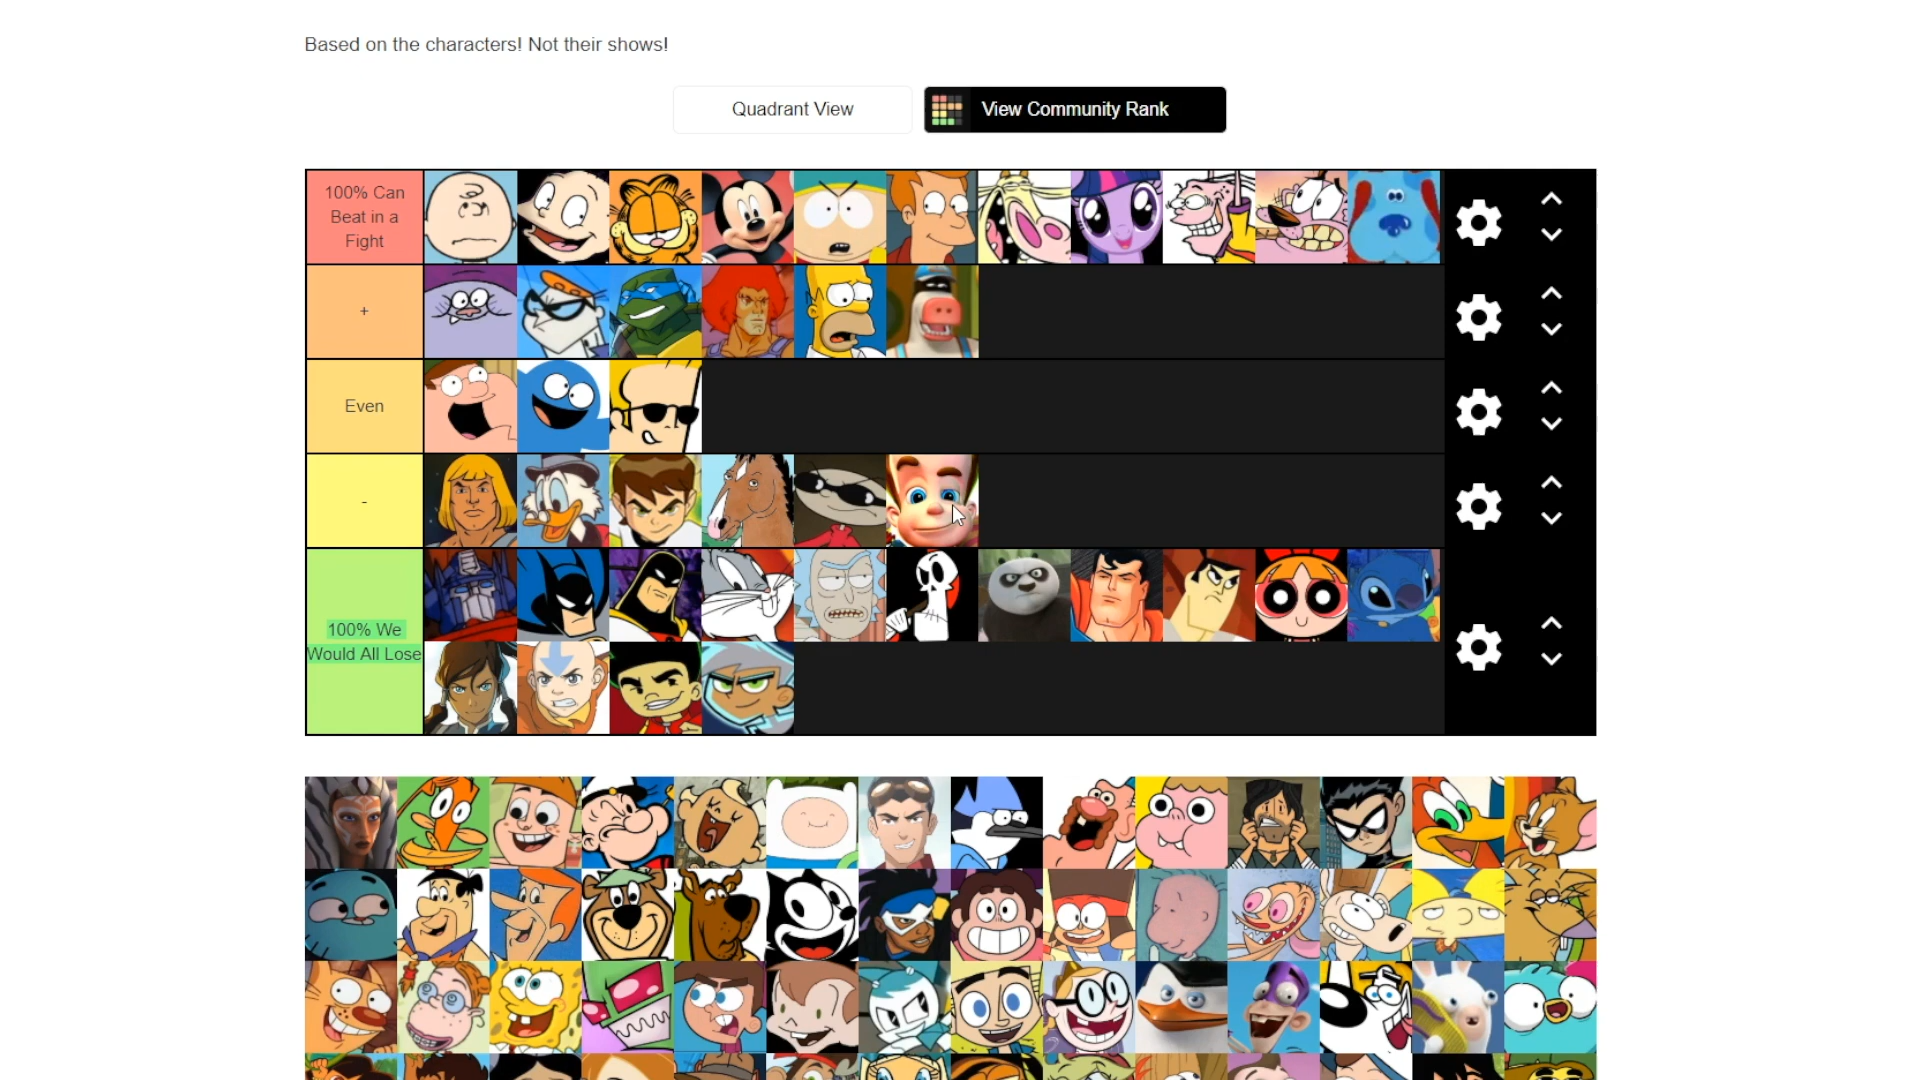 Based on the characters! Not their shows!
Quadrant View
View Community Rank
100% Can
Beat in a
Fight
+
Even
-
100% We
Would All Lose